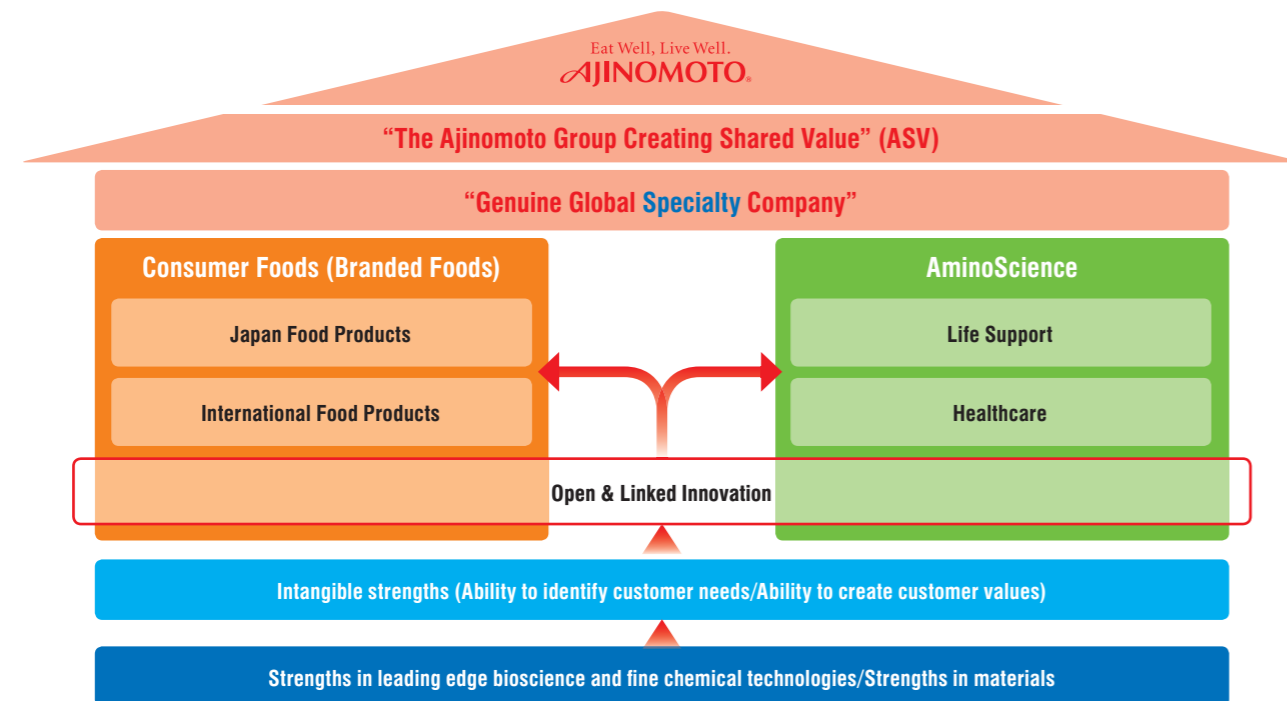 Eat Well, Live Well.
AJINOMOTO®
“The Ajinomoto Group Creating Shared Value” (ASV)
“Genuine Global Specialty Company”
Consumer Foods (Branded Foods)
Japan Food Products
International Food Products
AminoScience
Life Support
Healthcare
Open & Linked Innovation
Intangible strengths (Ability to identify customer needs/Ability to create customer values)
Strengths in leading edge bioscience and fine chemical technologies/Strengths in materials